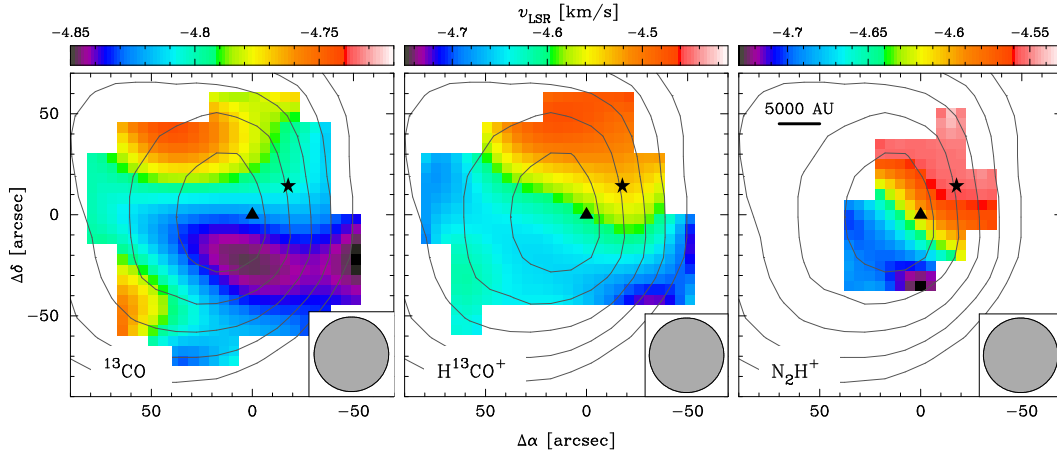 v_LSR [km/s]
−4.85 −4.8 −4.75 −4.7 −4.6 −4.5 −4.7 −4.65 −4.6 −4.55
5000 AU
50
0
−50
Δδ [arcsec]
¹³CO H¹³CO⁺ N₂H⁺
50 0 −50 50 0 −50 50 0 −50
Δα [arcsec]